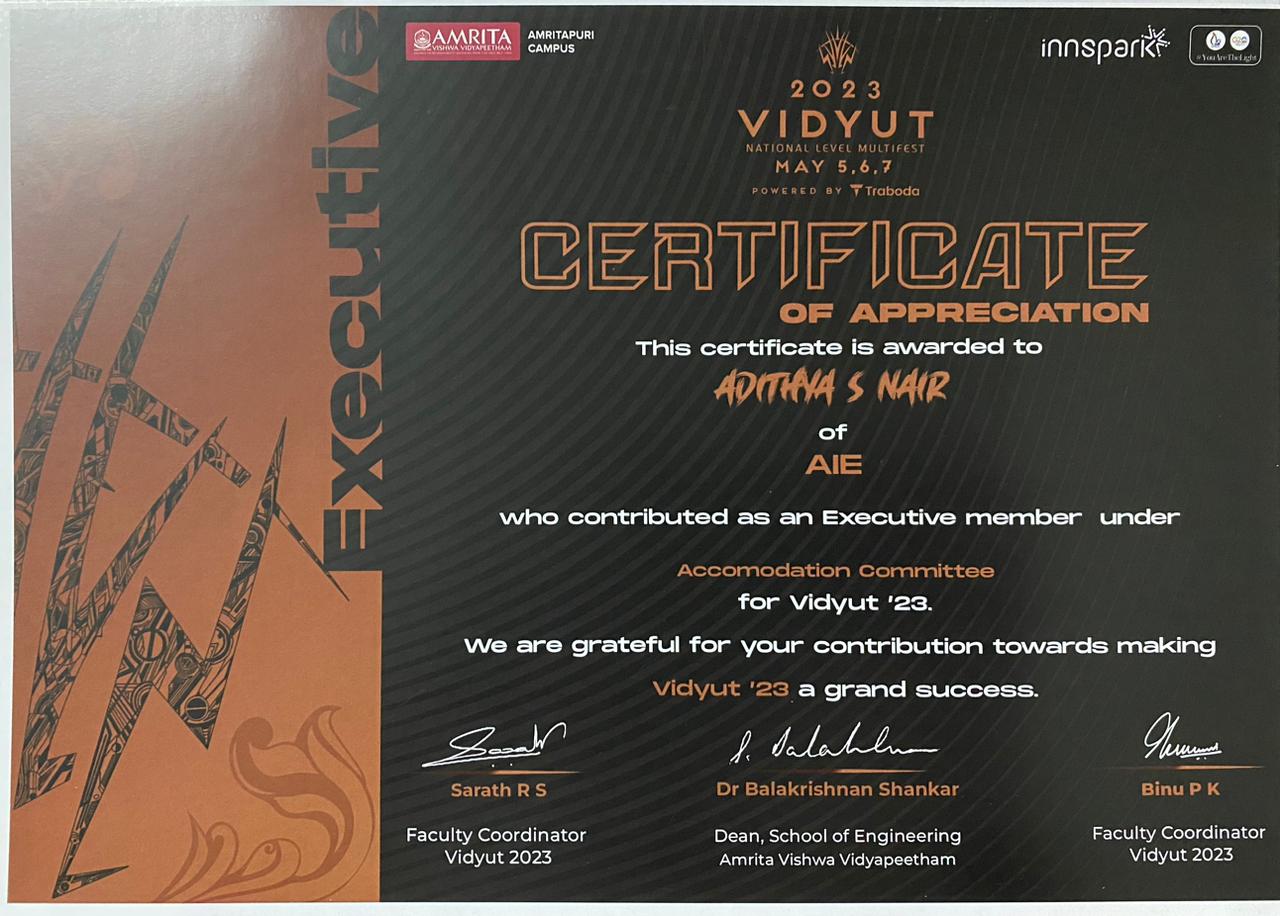 Executive
AMRITA
VISHWA VIDYAPEETHAM
AMRITAPURI
CAMPUS
innspark
#YouAreTheLight
2023
VIDYUT
NATIONAL LEVEL MULTIFEST
MAY 5,6,7
POWERED BY Traboda
CERTIFICATE
OF APPRECIATION
This certificate is awarded to
ADITHYA S NAIR
of
AIE
who contributed as an Executive member under
Accomodation Committee
for Vidyut '23.
We are grateful for your contribution towards making
Vidyut '23 a grand success.
Sarath R S
Faculty Coordinator
Vidyut 2023
S. Balakrishnan
Dr Balakrishnan Shankar
Dean, School of Engineering
Amrita Vishwa Vidyapeetham
Binu P K
Faculty Coordinator
Vidyut 2023